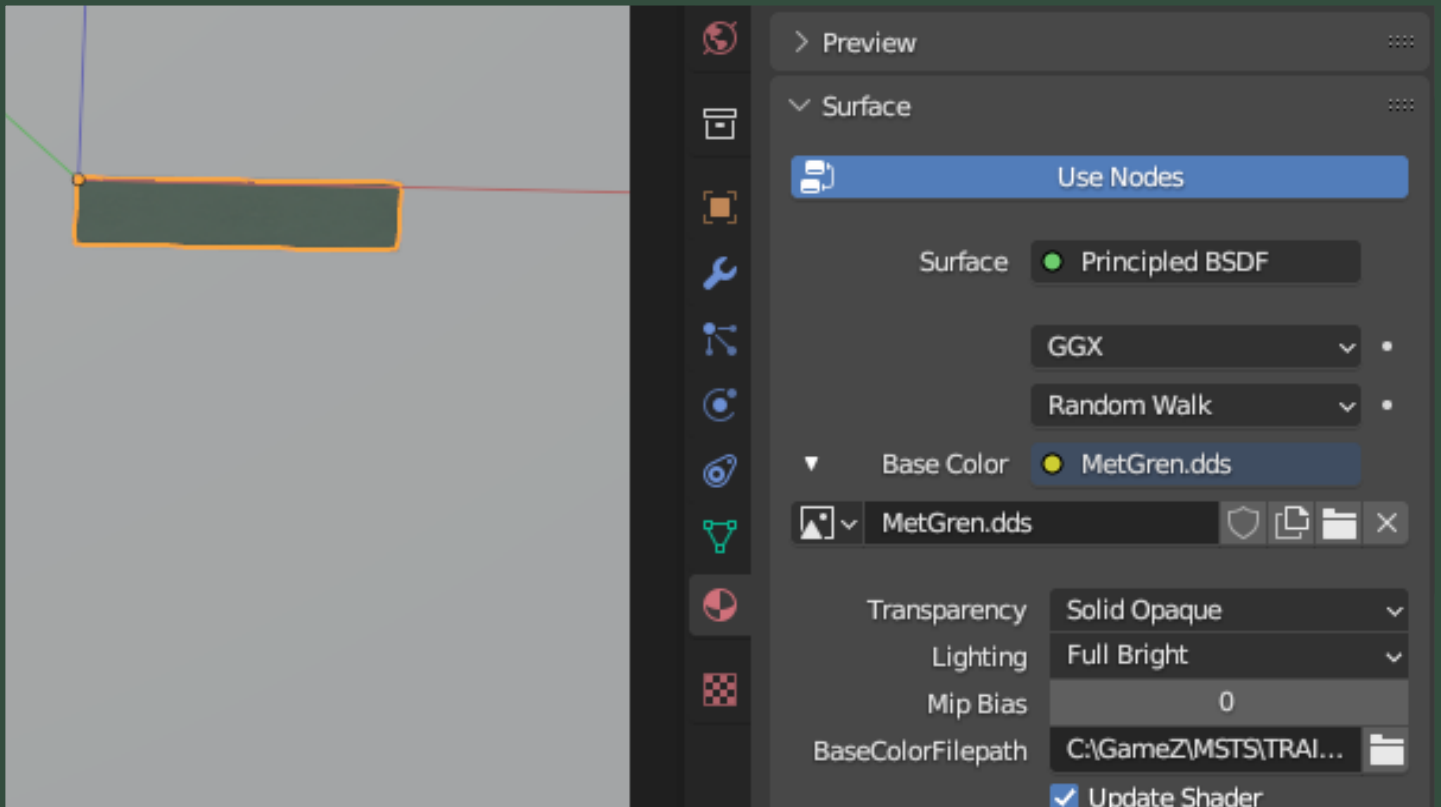 Preview
Surface
Use Nodes
Surface Principled BSDF
GGX
Random Walk
Base Color MetGren.dds
MetGren.dds
Transparency Solid Opaque
Lighting Full Bright
Mip Bias 0
BaseColorFilepath C:\GameZ\MSTS\TRAI...
Update Shader